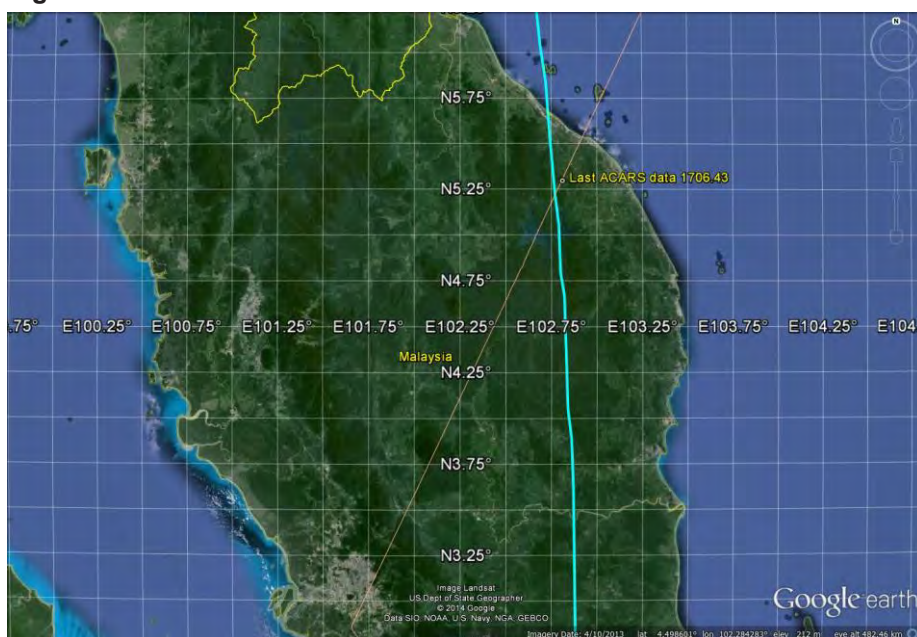 N
N5.75°
Last ACARS data 1706.43
N5.25°
N4.75°
.75° E100.25° E100.75° E101.25° E101.75° E102.25° E102.75° E103.25° E103.75° E104.25° E104
Malaysia
N4.25°
N3.75°
N3.25°
Image Landsat
US Dept of State Geographer
© 2014 Google
Data SIO, NOAA, U.S. Navy, NGA, GEBCO
Google earth
Imagery Date: 4/10/2013 lat 4.498601° lon 102.284283° elev 212 m eye alt 482.46 km